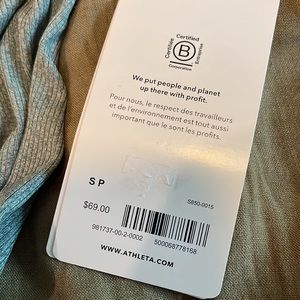 Certified
Certifiée
B
®
Corporation
Entreprise
We put people and planet
up there with profit.
Pour nous, le respect des travailleurs
et de l'environnement est tout aussi
important que le sont les profits.
S P
S850-0015
$69.00
981737-00-2-0002
500068778168
WWW.ATHLETA.COM